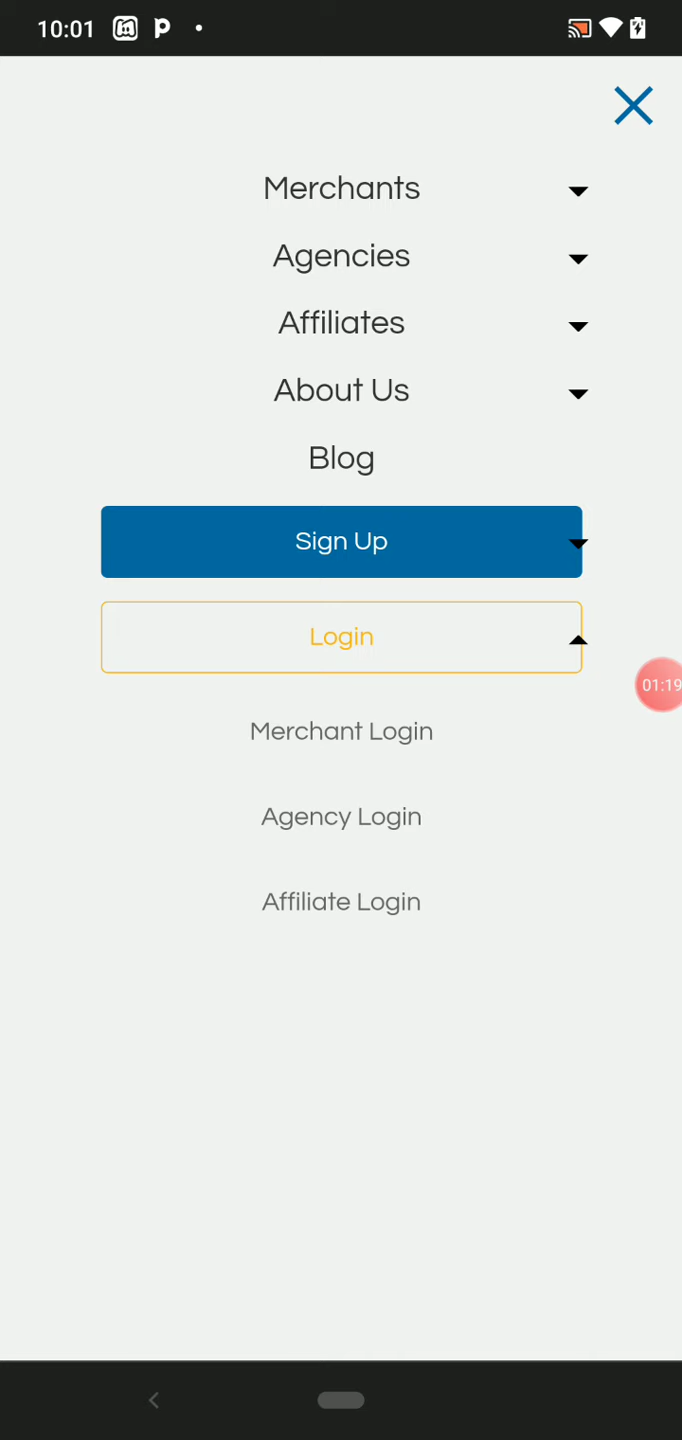 10:01
Merchants
Agencies
Affiliates
About Us
Blog
Sign Up
Login
01:19
Merchant Login
Agency Login
Affiliate Login